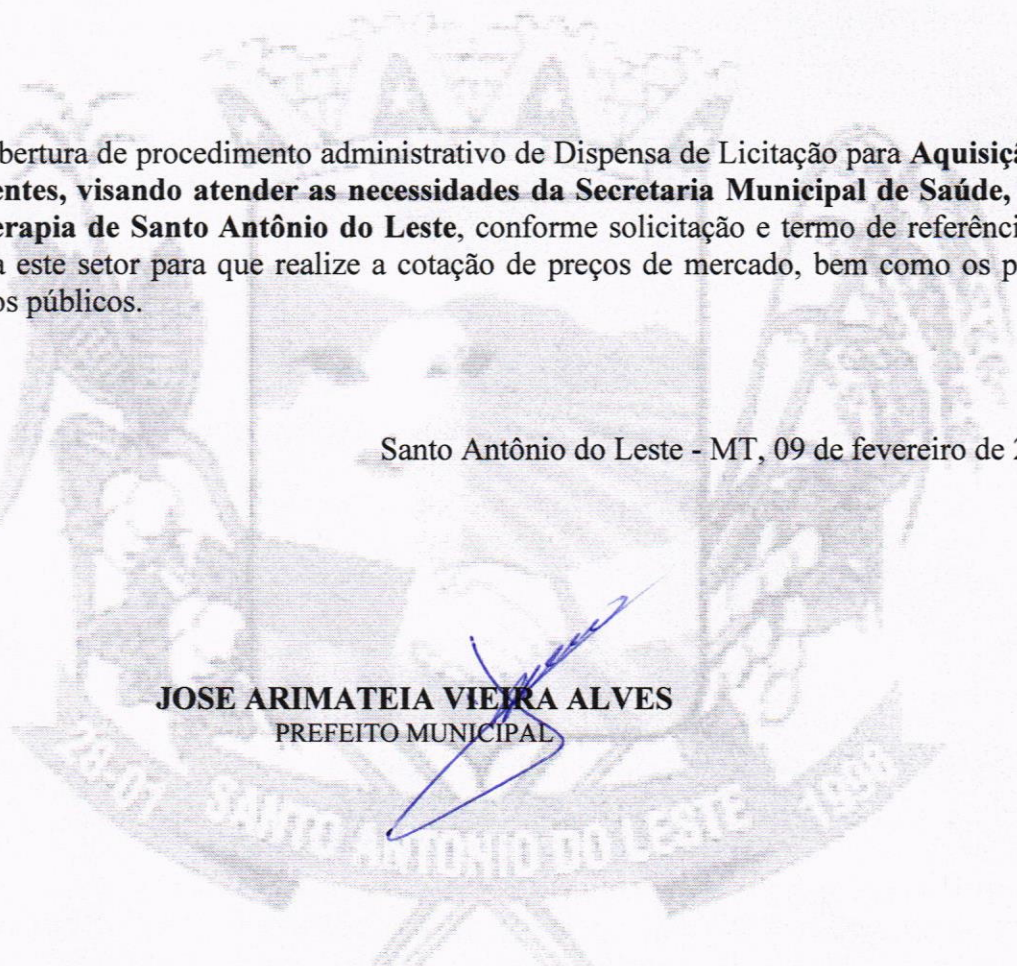 bertura de procedimento administrativo de Dispensa de Licitação para Aquisiçã
entes, visando atender as necessidades da Secretaria Municipal de Saúde,
erapia de Santo Antônio do Leste, conforme solicitação e termo de referênci
a este setor para que realize a cotação de preços de mercado, bem como os p
os públicos.
Santo Antônio do Leste - MT, 09 de fevereiro de 2
JOSE ARIMATEIA VIEIRA ALVES
PREFEITO MUNICIPAL
28-01 SANTO ANTONIO DO LESTE 1998